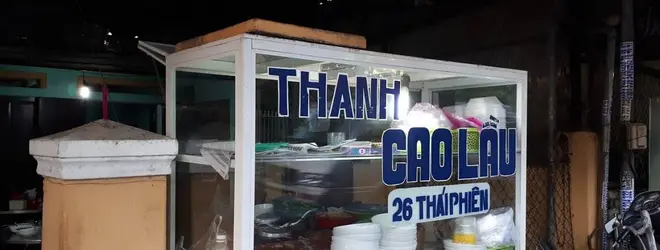 THANH
CAO LẦU
26 THÁI PHIÊN